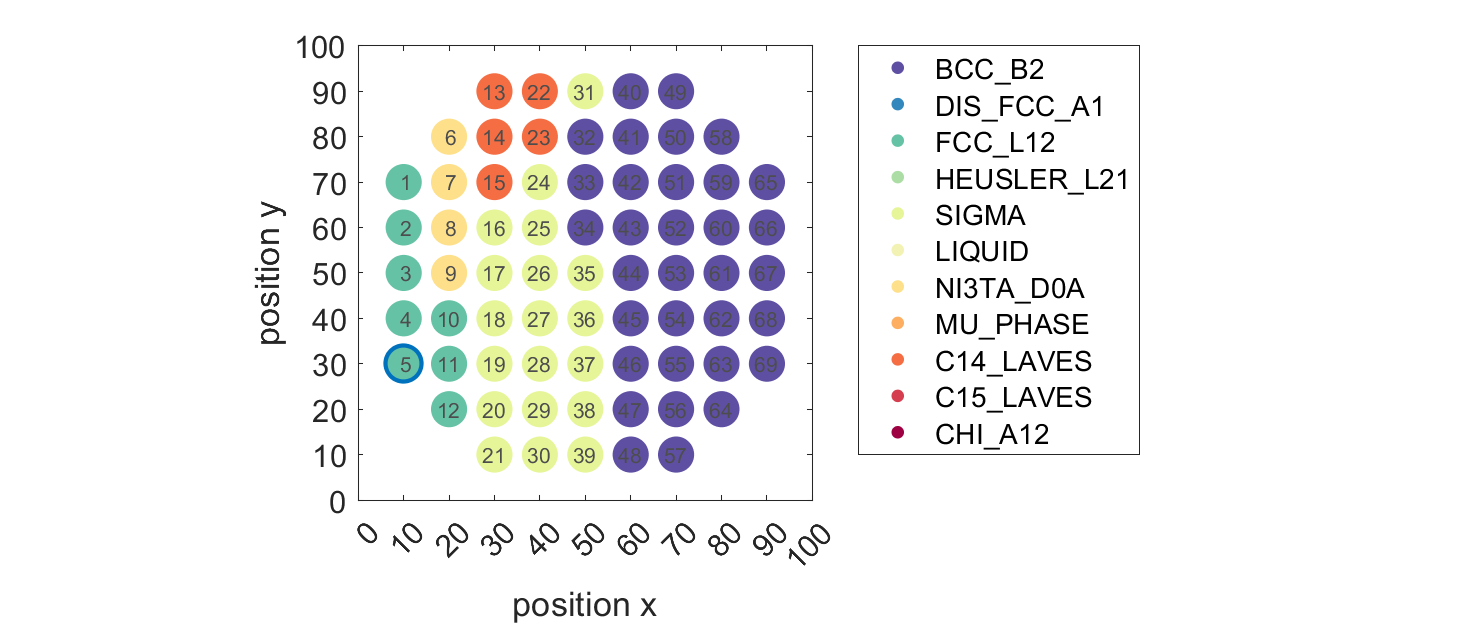 100
90 13 22 31 40 49
80 6 14 23 32 41 50 58
70 1 7 15 24 33 42 51 59 65
60 2 8 16 25 34 43 52 60 66
50 3 9 17 26 35 44 53 61 67
40 4 10 18 27 36 45 54 62 68
30 5 11 19 28 37 46 55 63 69
20 12 20 29 38 47 56 64
10 21 30 39 48 57
0
position y
0 10 20 30 40 50 60 70 80 90 100
position x
BCC_B2
DIS_FCC_A1
FCC_L12
HEUSLER_L21
SIGMA
LIQUID
NI3TA_D0A
MU_PHASE
C14_LAVES
C15_LAVES
CHI_A12